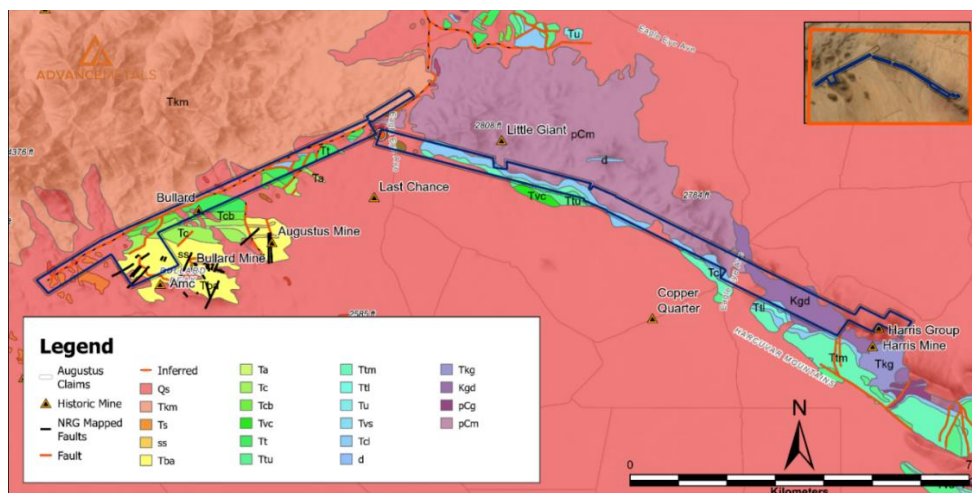 ADVANCEMETALS
Tu
Eagle Eye Ave
Tkm
2808 ft
Little Giant
pCm
d
4376 ft
Tt
Ta
Last Chance
Tvc
Ttu
2784 ft
Bullard
Tcb
Tc
Augustus Mine
ss
Bullard Mine
Amc
Tba
2585 ft
Tcl
Copper
Quarter
Ttl
Kgd
Harris Group
Harris Mine
Ttm
Tkg
HARCUVAR MOUNTAINS
Legend
Augustus
Claims
Historic Mine
NRG Mapped
Faults
Fault
Inferred
Qs
Tkm
Ts
ss
Tba
Ta
Tc
Tcb
Tvc
Tt
Ttu
Ttm
Ttl
Tu
Tvs
Tcl
d
Tkg
Kgd
pCg
pCm
N
0
7
Kilometers